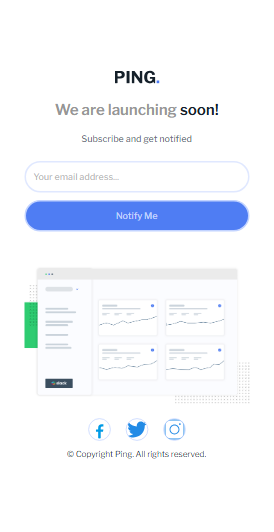 PING.
We are launching soon!
Subscribe and get notified
Your email address...
Notify Me
slack
© Copyright Ping. All rights reserved.